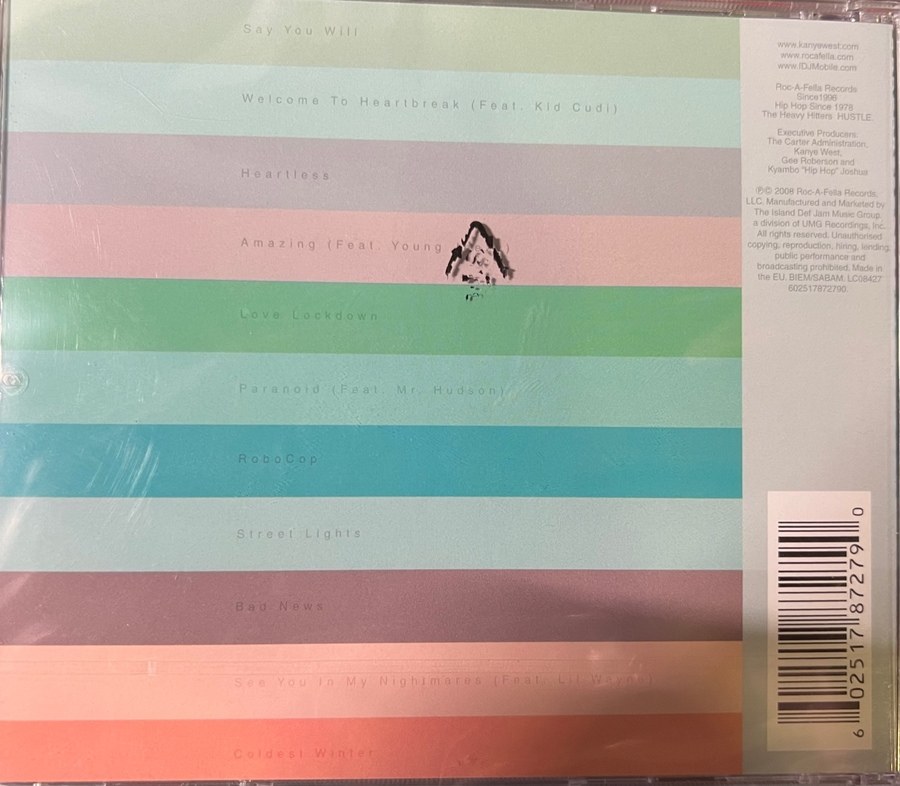 Say You Will
Welcome To Heartbreak (Feat. Kid Cudi)
Heartless
Amazing (Feat. Young )
Love Lockdown
Paranoid (Feat. Mr. Hudson)
RoboCop
Street Lights
Bad News
See You In My Nightmares (Feat. Lil Wayne)
Coldest Winter
www.kanyewest.com
www.rocafella.com
www.IDJMobile.com
Roc-A-Fella Records
Since1996
Hip Hop Since 1978
The Heavy Hitters HUSTLE.
Executive Producers:
The Carter Administration,
Kanye West,
Gee Roberson and
Kyambo "Hip Hop" Joshua
℗© 2008 Roc-A-Fella Records,
LLC. Manufactured and Marketed by
The Island Def Jam Music Group,
a division of UMG Recordings, Inc.
All rights reserved. Unauthorised
copying, reproduction, hiring, lending,
public performance and
broadcasting prohibited. Made in
the EU. BIEM/SABAM. LC08427
602517872790.
6 02517 87279 0